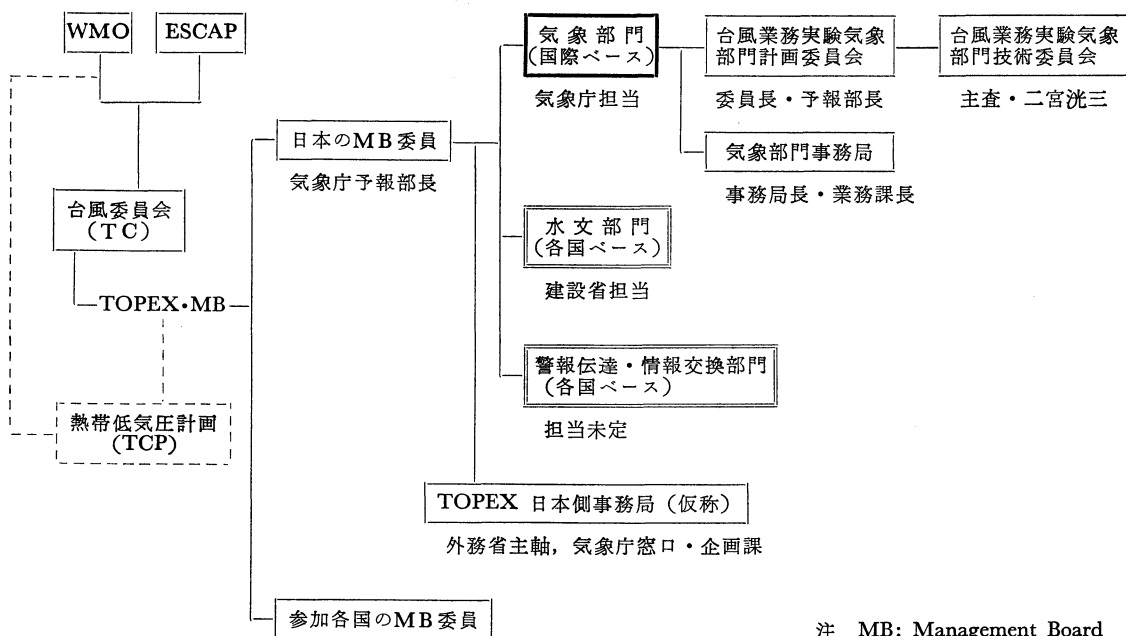 WMO
ESCAP
台風委員会
(TC)
TOPEX・MB
熱帯低気圧計画
(TCP)
日本のMB委員
気象庁予報部長
気象部門
(国際ベース)
気象庁担当
台風業務実験気象
部門計画委員会
委員長・予報部長
台風業務実験気象
部門技術委員会
主査・二宮洸三
気象部門事務局
事務局長・業務課長
水文部門
(各国ベース)
建設省担当
警報伝達・情報交換部門
(各国ベース)
担当未定
TOPEX 日本側事務局(仮称)
外務省主軸,気象庁窓口・企画課
参加各国のMB委員
注 MB: Management Board